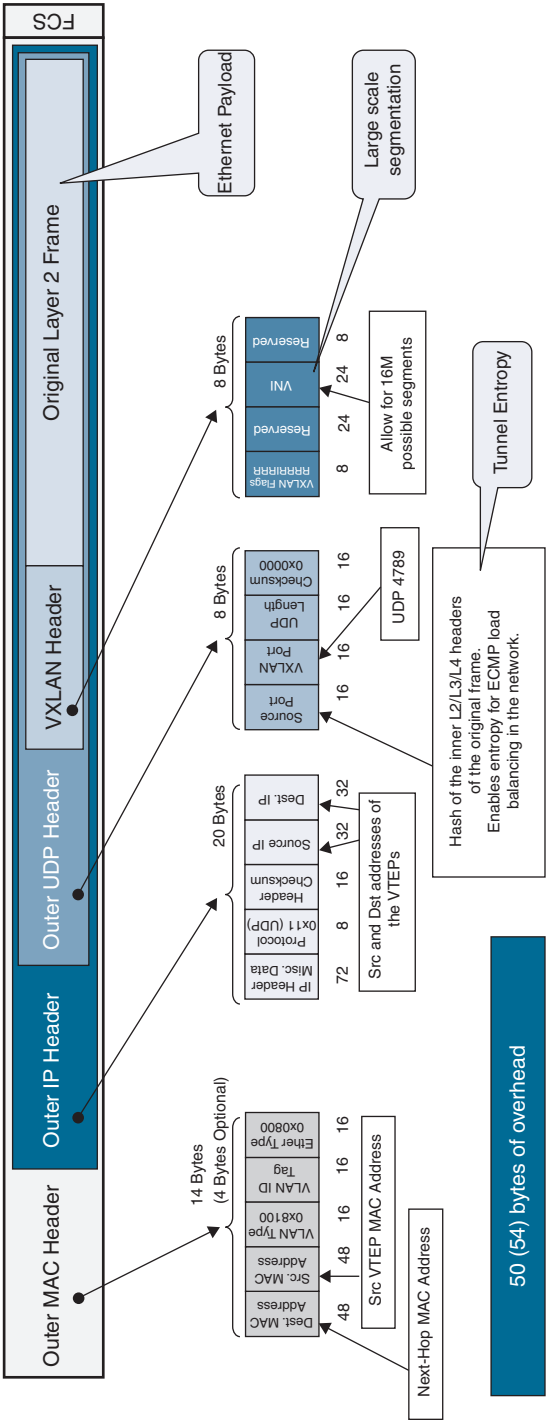 Outer MAC Header
Outer IP Header
Outer UDP Header
VXLAN Header
Original Layer 2 Frame
FCS
Ethernet Payload
14 Bytes
(4 Bytes Optional)
Dest. MAC
Address
Src. MAC
Address
VLAN Type
0x8100
VLAN ID
Tag
Ether Type
0x0800
48
48
16
16
16
Src VTEP MAC Address
Next-Hop MAC Address
20 Bytes
IP Header
Misc. Data
Protocol
0x11 (UDP)
Header
Checksum
Source IP
Dest. IP
72
8
16
32
32
Src and Dst addresses of
the VTEPs
8 Bytes
Source
Port
VXLAN
Port
UDP
Length
Checksum
0x0000
16
16
16
16
UDP 4789
Hash of the inner L2/L3/L4 headers
of the original frame.
Enables entropy for ECMP load
balancing in the network.
Tunnel Entropy
8 Bytes
VXLAN Flags
RRRRIRRR
Reserved
VNI
Reserved
8
24
24
8
Allow for 16M
possible segments
Large scale
segmentation
50 (54) bytes of overhead